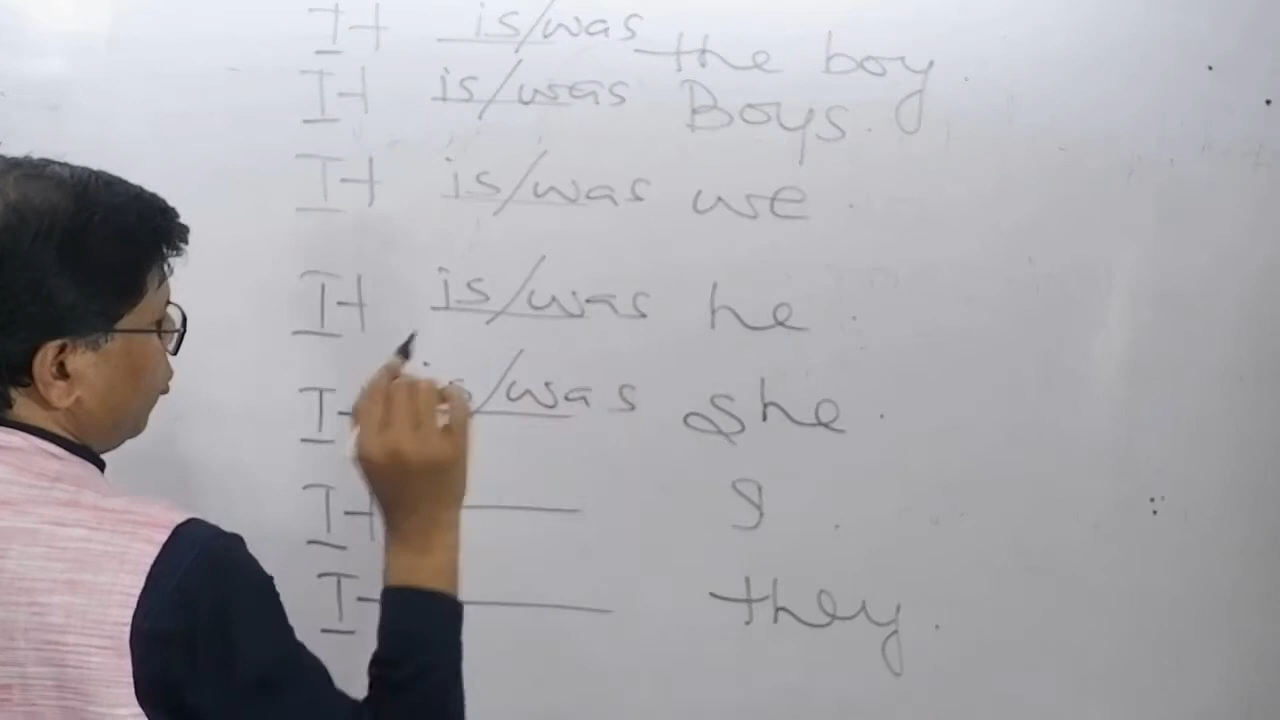 It is/was the boy.
It is/was Boys.
It is/was we.
It is/was he.
It is/was she.
It I.
It they.